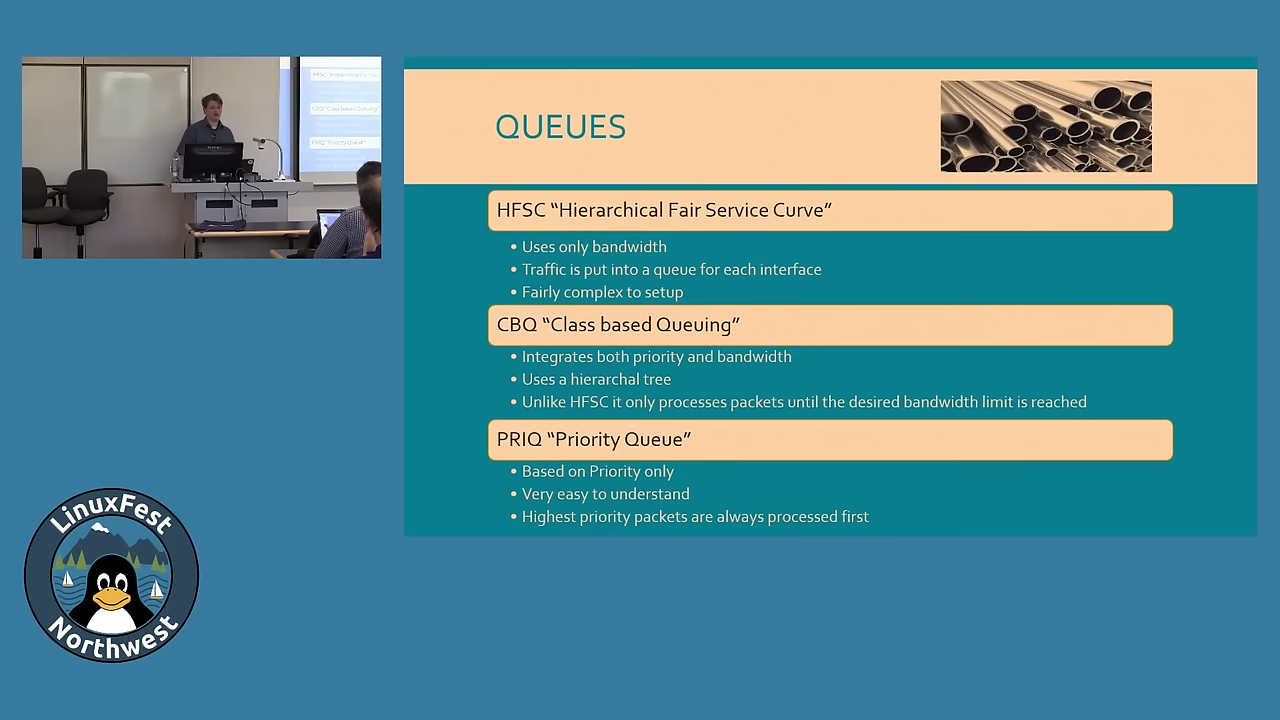 QUEUES
HFSC “Hierarchical Fair Service Curve”
• Uses only bandwidth
• Traffic is put into a queue for each interface
• Fairly complex to setup
CBQ “Class based Queuing”
• Integrates both priority and bandwidth
• Uses a hierarchal tree
• Unlike HFSC it only processes packets until the desired bandwidth limit is reached
PRIQ “Priority Queue”
• Based on Priority only
• Very easy to understand
• Highest priority packets are always processed first
LinuxFest
Northwest